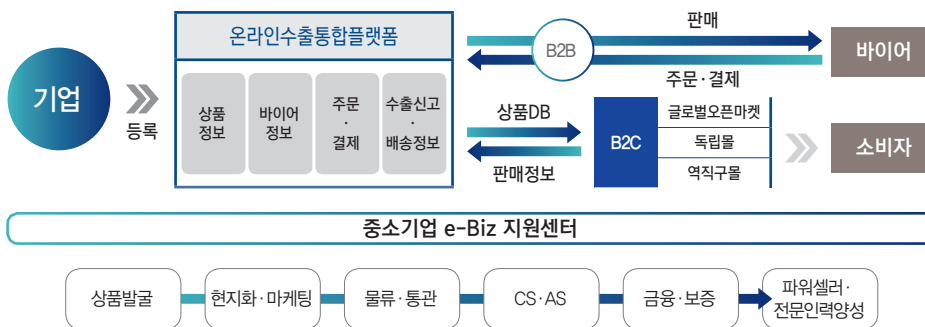 기업
등록
온라인수출통합플랫폼
상품
정보
바이어
정보
주문
·
결제
수출신고
·
배송정보
판매
B2B
주문·결제
바이어
상품DB
판매정보
B2C
글로벌오픈마켓
독립몰
역직구몰
소비자
중소기업 e-Biz 지원센터
상품발굴
현지화·마케팅
물류·통관
CS·AS
금융·보증
파워셀러·
전문인력양성